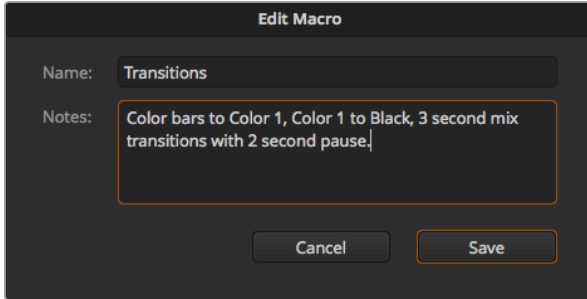 Edit Macro
Name: Transitions
Notes: Color bars to Color 1, Color 1 to Black, 3 second mix
transitions with 2 second pause.
Cancel Save